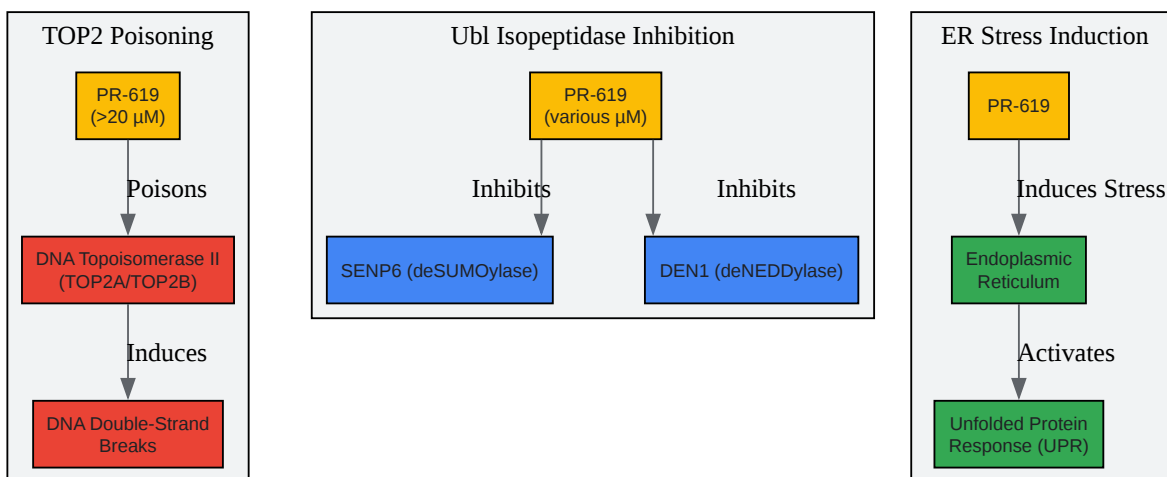 TOP2 Poisoning
PR-619
(>20 µM)
Poisons
DNA Topoisomerase II
(TOP2A/TOP2B)
Induces
DNA Double-Strand
Breaks
Ubl Isopeptidase Inhibition
PR-619
(various µM)
Inhibits
Inhibits
SENP6 (deSUMOylase)
DEN1 (deNEDDylase)
ER Stress Induction
PR-619
Induces Stress
Endoplasmic
Reticulum
Activates
Unfolded Protein
Response (UPR)